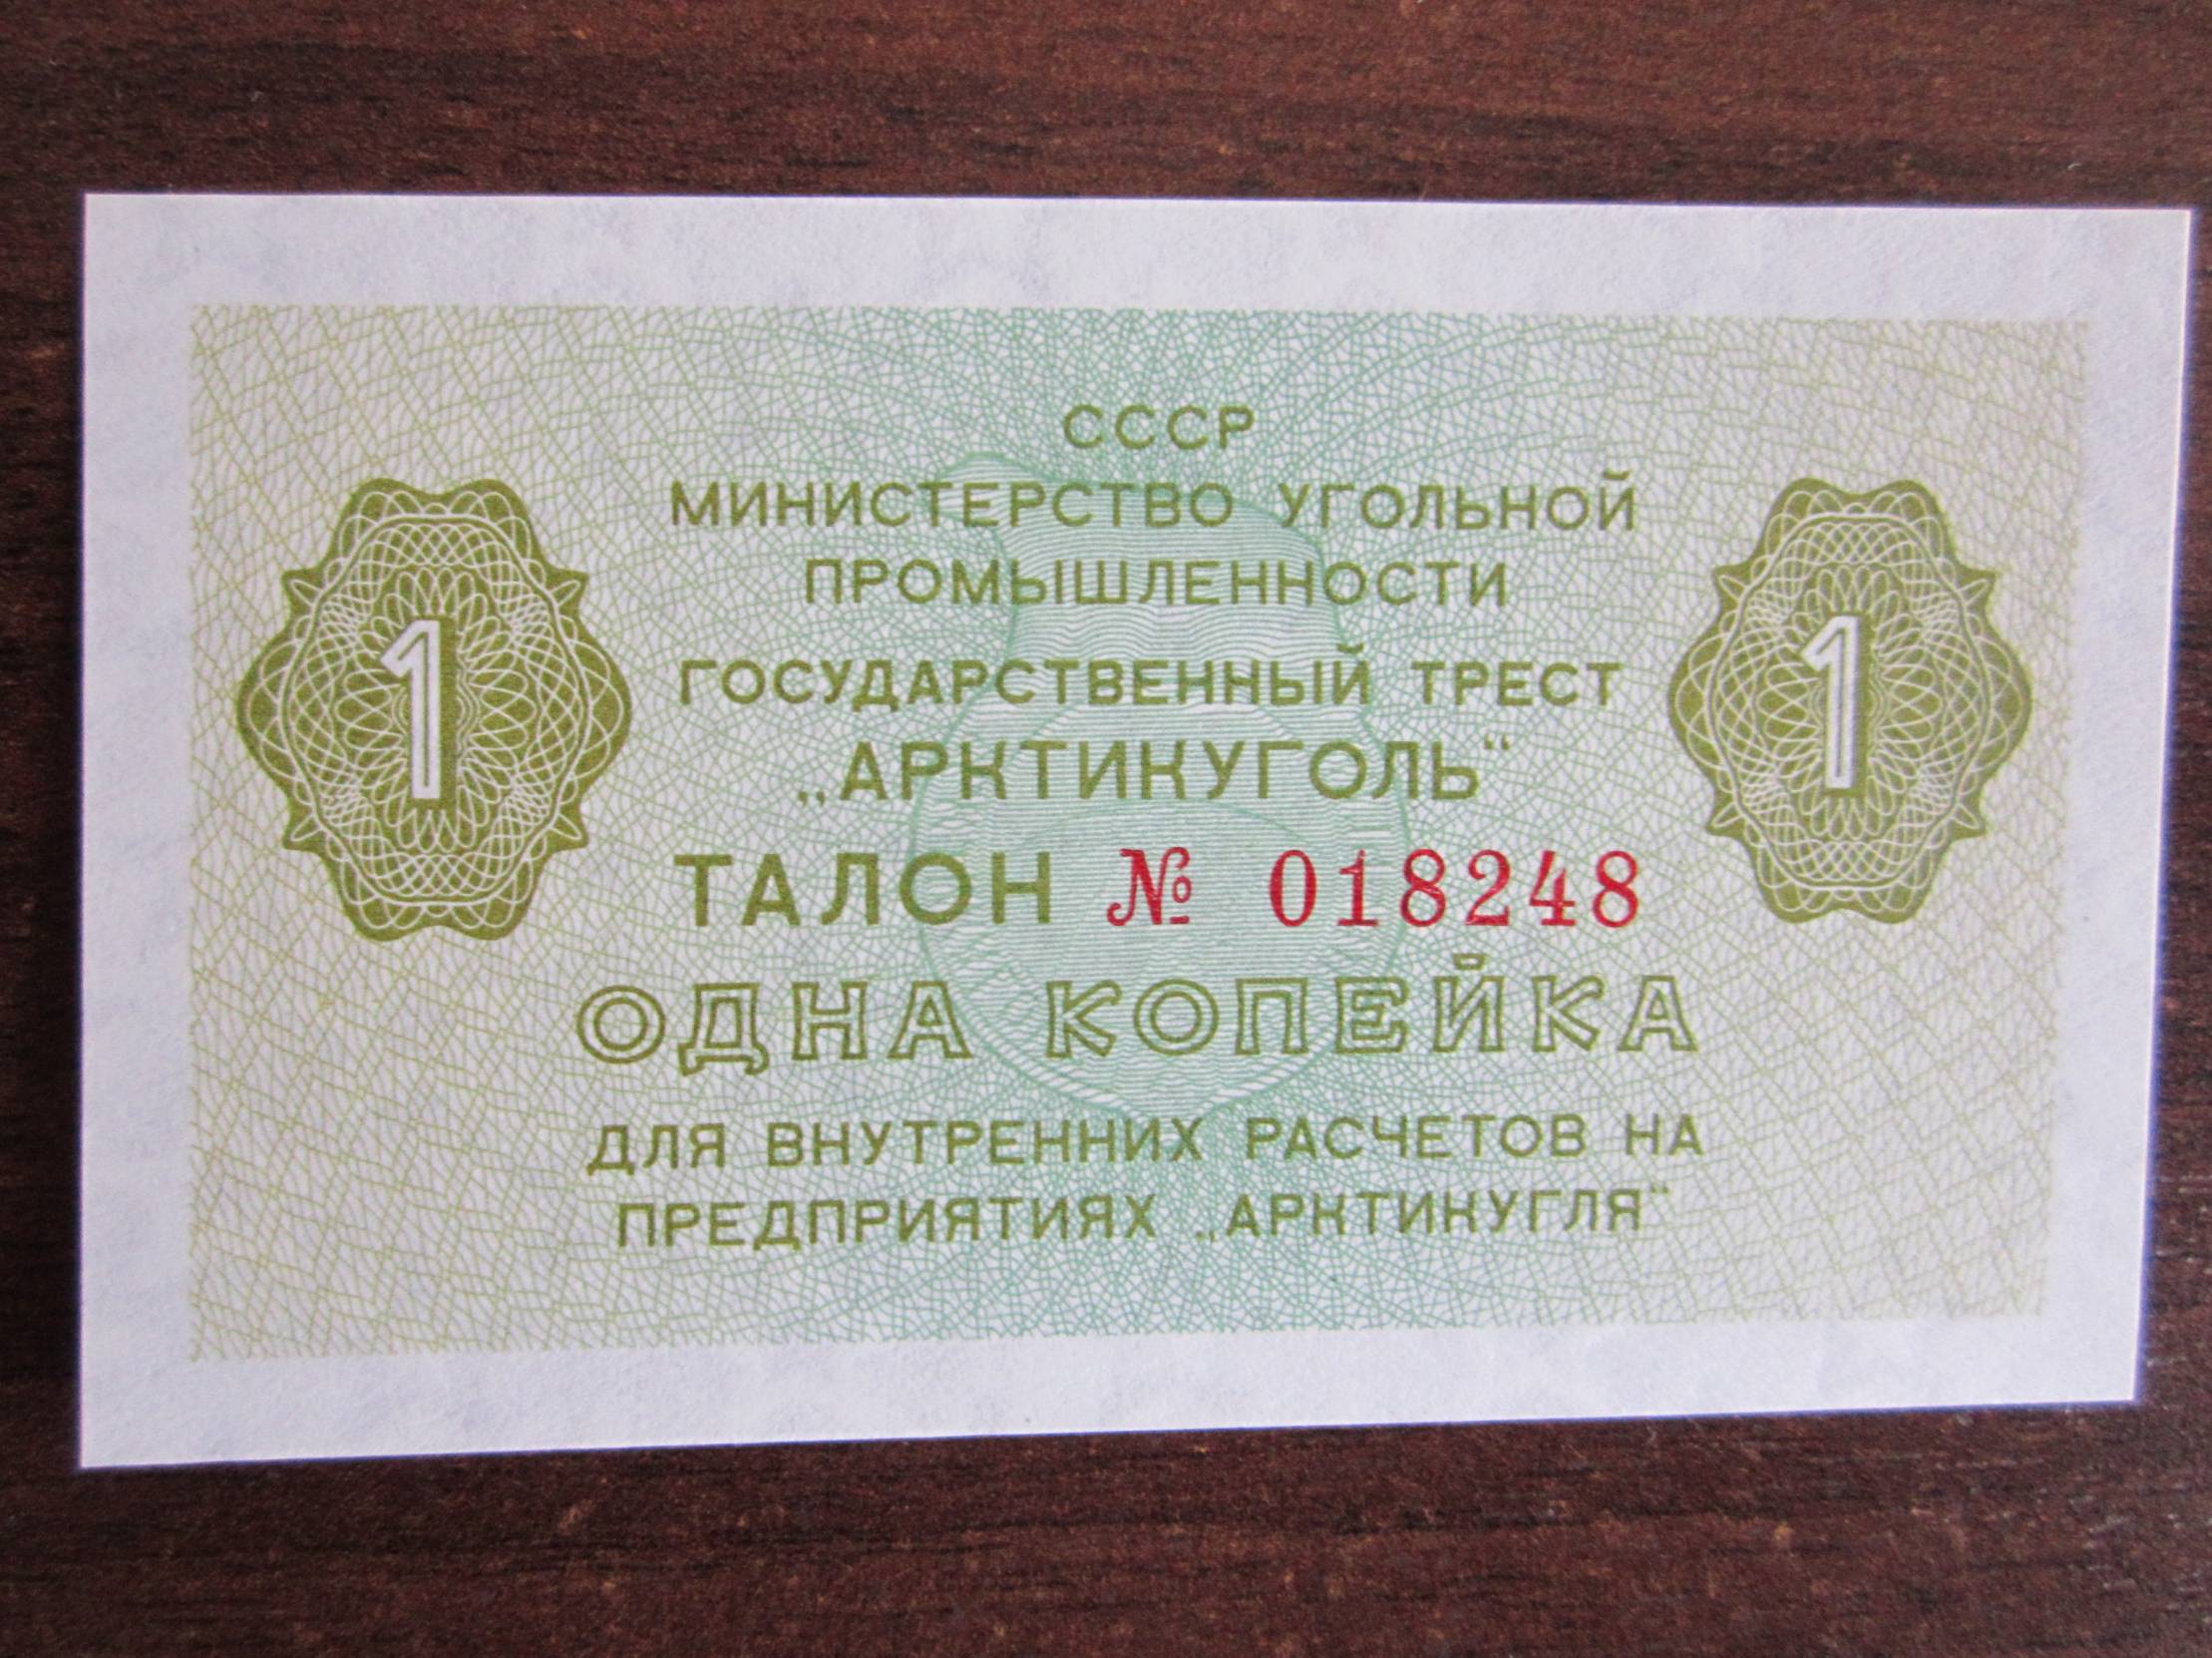 СССР
МИНИСТЕРСТВО УГОЛЬНОЙ
ПРОМЫШЛЕННОСТИ
ГОСУДАРСТВЕННЫЙ ТРЕСТ
„АРКТИКУГОЛЬ“
1
1
ТАЛОН № 018248
ОДНА КОПЕЙКА
ДЛЯ ВНУТРЕННИХ РАСЧЕТОВ НА
ПРЕДПРИЯТИЯХ „АРКТИКУГЛЯ“